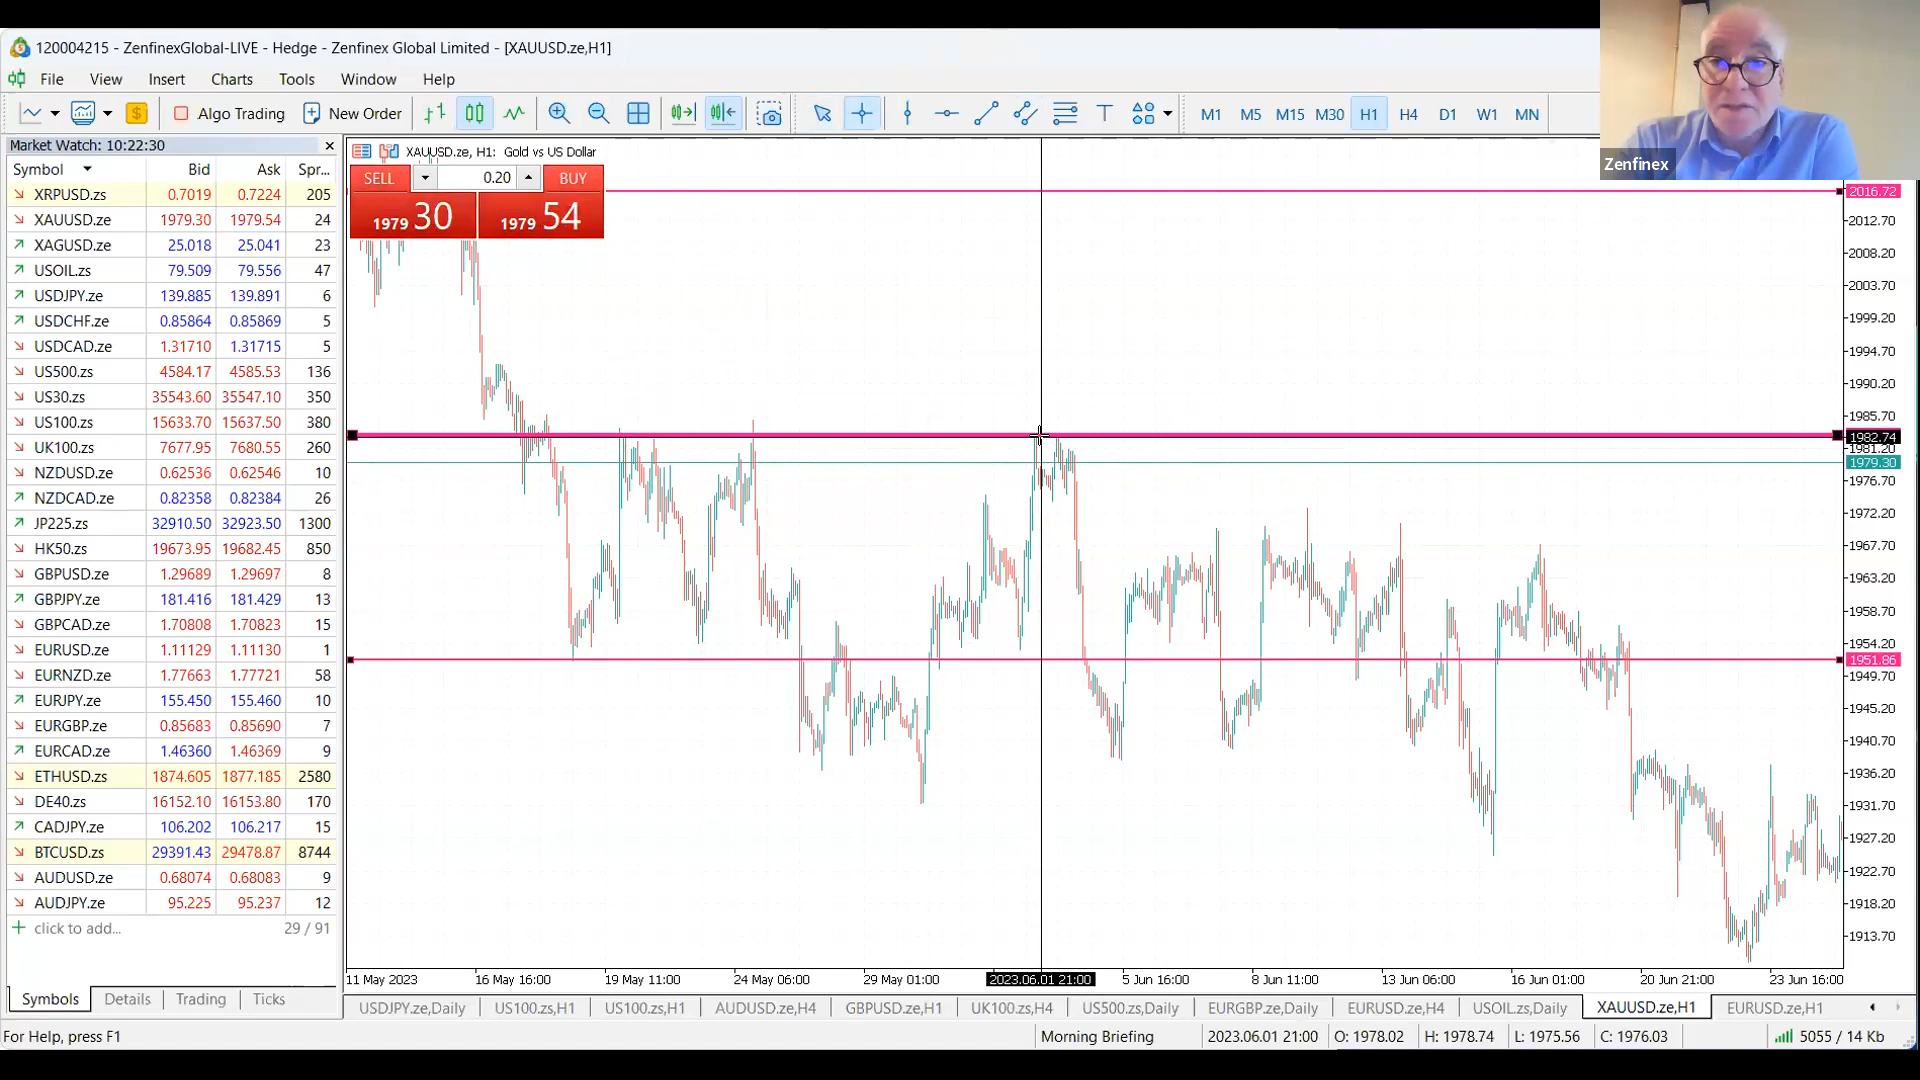 120004215 - ZenfinexGlobal-LIVE - Hedge - Zenfinex Global Limited - [XAUUSD.ze,H1]
File View Insert Charts Tools Window Help
Algo Trading New Order M1 M5 M15 M30 H1 H4 D1 W1 MN
Zenfinex
Market Watch: 10:22:30
Symbol Bid Ask Spr...
XRPUSD.ze 0.7019 0.7224 205
XAUUSD.ze 1979.30 1979.54 24
XAGUSD.ze 25.018 25.041 23
USOIL.zs 79.509 79.556 47
USDJPY.ze 139.885 139.891 6
USDCHF.ze 0.85864 0.85869 5
USDCAD.ze 1.31710 1.31715 5
US500.zs 4584.17 4585.53 136
US30.zs 35543.60 35547.10 350
US100.zs 15633.70 15637.50 380
UK100.zs 7677.95 7680.55 260
NZDUSD.ze 0.62536 0.62546 10
NZDCAD.ze 0.82358 0.82384 26
JP225.zs 32910.50 32923.50 1300
HK50.zs 19673.95 19682.45 850
GBPUSD.ze 1.29689 1.29697 8
GBPJPY.ze 181.416 181.429 13
GBPCAD.ze 1.70808 1.70823 15
EURUSD.ze 1.11129 1.11130 1
EURNZD.ze 1.77663 1.77721 58
EURJPY.ze 155.450 155.460 10
EURGBP.ze 0.85683 0.85690 7
EURCAD.ze 1.46360 1.46369 9
ETHUSD.zs 1874.605 1877.185 2580
DE40.zs 16152.10 16153.80 170
CADJPY.ze 106.202 106.217 15
BTCUSD.zs 29391.43 29478.87 8744
AUDUSD.ze 0.68074 0.68083 9
AUDJPY.ze 95.225 95.237 12
click to add... 29 / 91
Symbols Details Trading Ticks
XAUUSD.ze, H1: Gold vs US Dollar
SELL 0.20 BUY
1979 30 1979 54
2016.72
2012.70
2008.20
2003.70
1999.20
1994.70
1990.20
1985.70
1982.74
1981.20
1979.30
1976.70
1972.20
1967.70
1963.20
1958.70
1954.20
1951.86
1949.70
1945.20
1940.70
1936.20
1931.70
1927.20
1922.70
1918.20
1913.70
11 May 2023 16 May 16:00 19 May 11:00 24 May 06:00 29 May 01:00 2023.06.01 21:00 5 Jun 16:00 8 Jun 11:00 13 Jun 06:00 16 Jun 01:00 20 Jun 21:00 23 Jun 16:00
USDJPY.ze,Daily US100.zs,H1 US100.zs,H1 AUDUSD.ze,H4 GBPUSD.ze,H1 UK100.zs,H4 US500.zs,Daily EURGBP.ze,Daily EURUSD.ze,H4 USOIL.zs,Daily XAUUSD.ze,H1 EURUSD.ze,H1
For Help, press F1 Morning Briefing 2023.06.01 21:00 O: 1978.02 H: 1978.74 L: 1975.56 C: 1976.03 5055 / 14 Kb